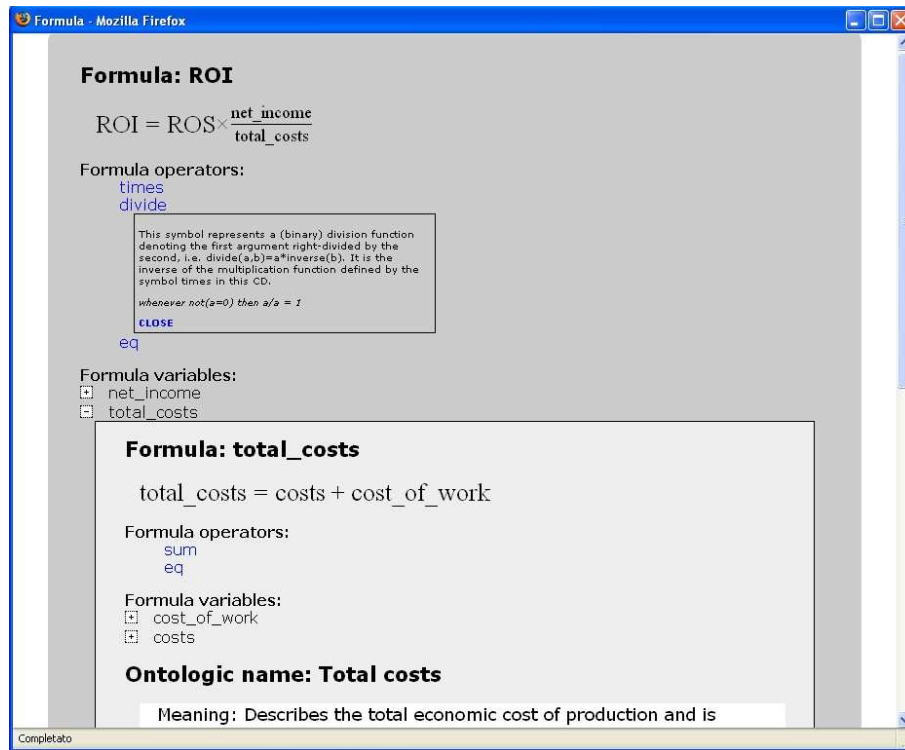 Formula - Mozilla Firefox
Formula: ROI
ROI = ROS× net_income / total_costs
Formula operators:
times
divide
This symbol represents a (binary) division function
denoting the first argument right-divided by the
second, i.e. divide(a,b)=a*inverse(b). It is the
inverse of the multiplication function defined by the
symbol times in this CD.
whenever not(a=0) then a/a = 1
CLOSE
eq
Formula variables:
+ net_income
- total_costs
Formula: total_costs
total_costs = costs + cost_of_work
Formula operators:
sum
eq
Formula variables:
+ cost_of_work
+ costs
Ontologic name: Total costs
Meaning: Describes the total economic cost of production and is
Completato